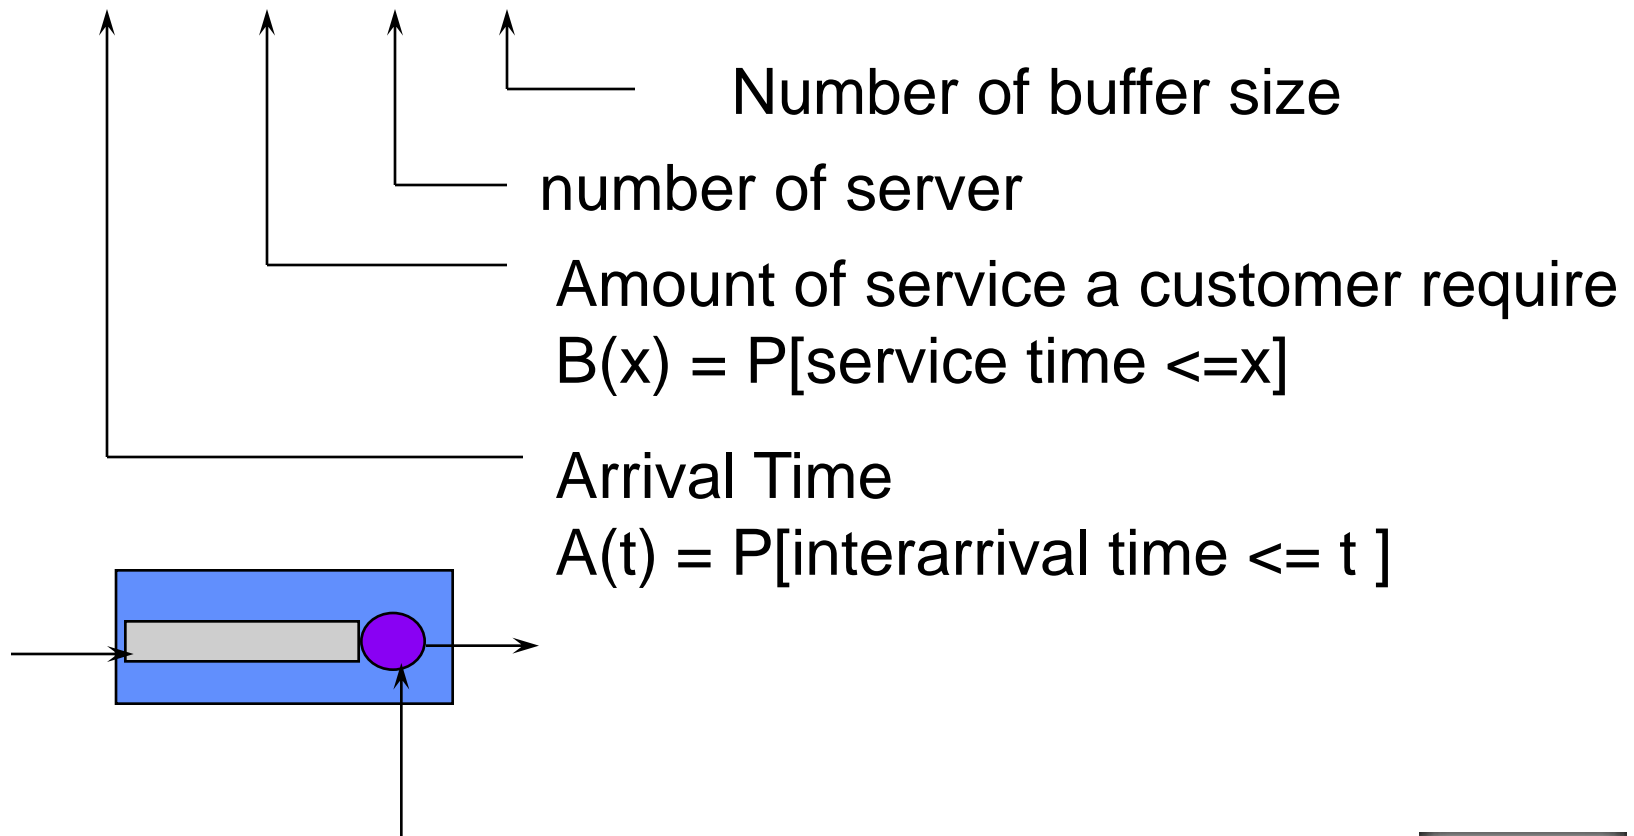 Number of buffer size
number of server
Amount of service a customer require
B(x) = P[service time <=x]
Arrival Time
A(t) = P[interarrival time <= t ]